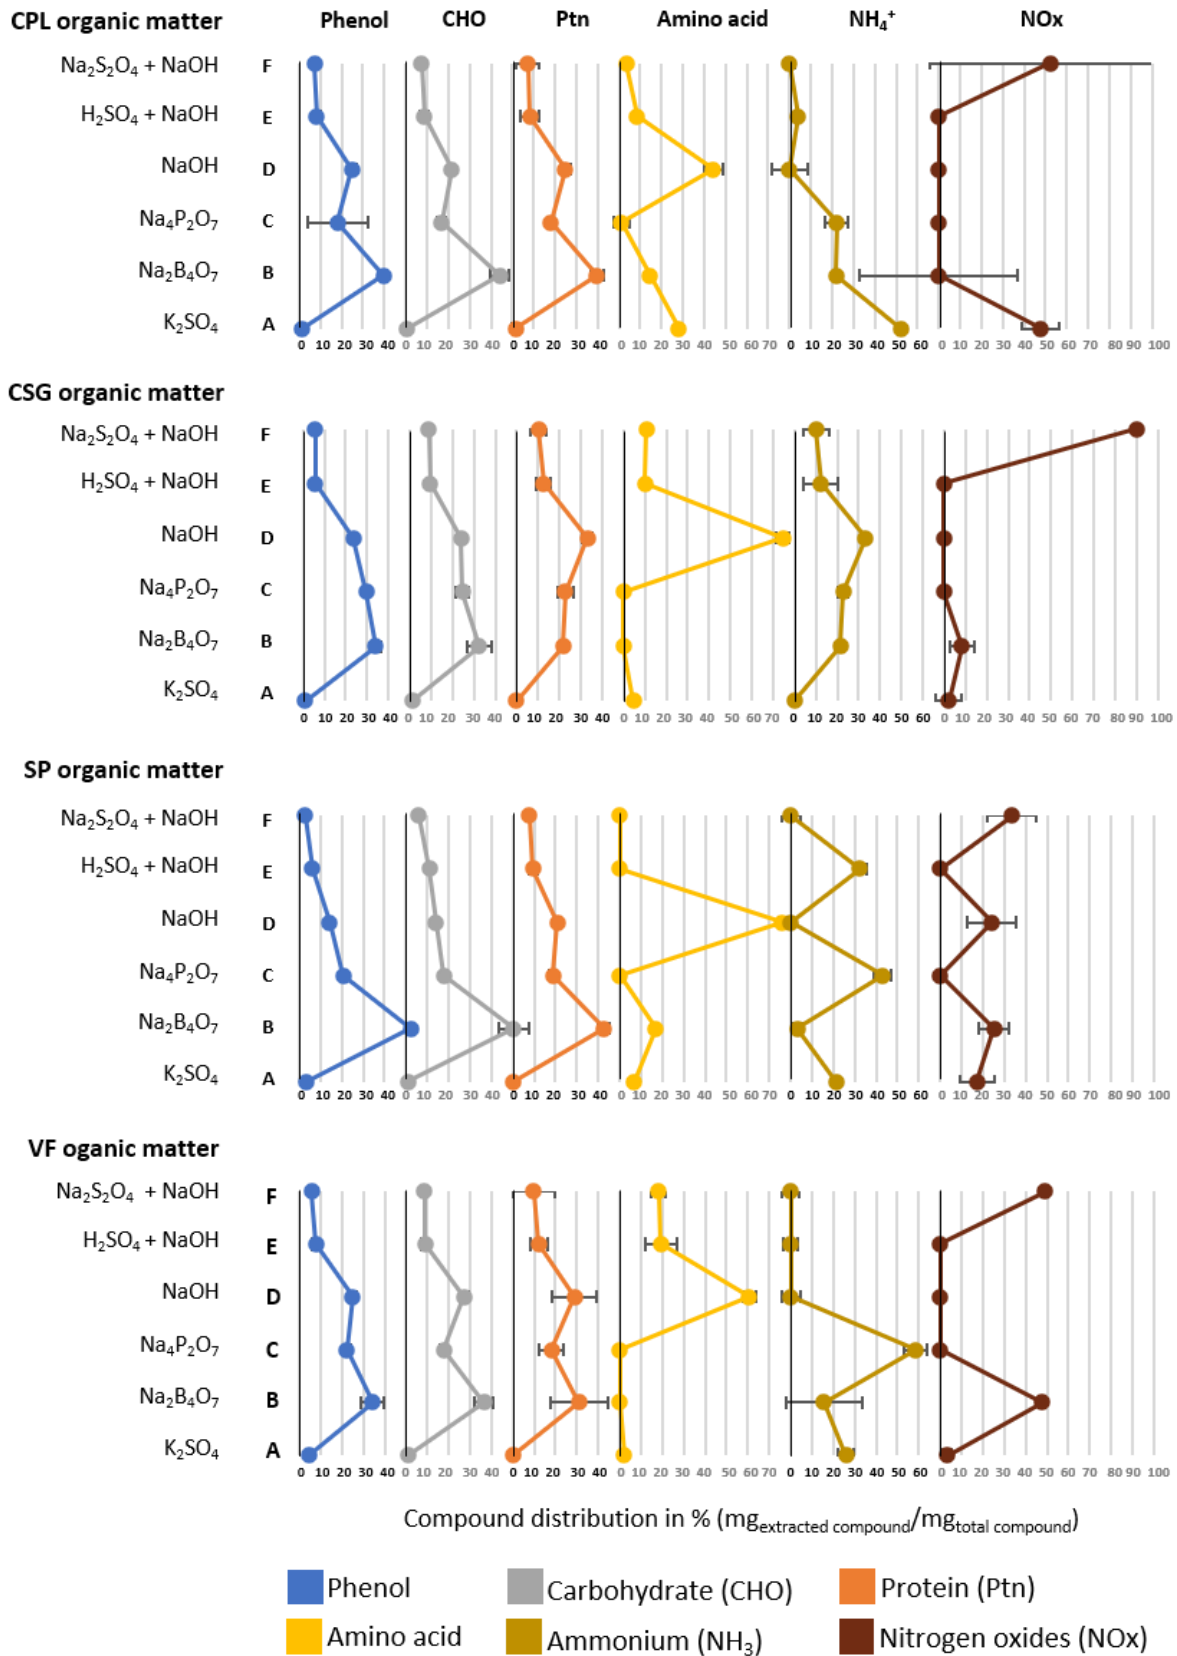 CPL organic matter Phenol CHO Ptn Amino acid NH₄⁺ NOx
Na₂S₂O₄ + NaOH F
H₂SO₄ + NaOH E
NaOH D
Na₄P₂O₇ C
Na₂B₄O₇ B
K₂SO₄ A
0 10 20 30 40 0 10 20 30 40 0 10 20 30 40 0 10 20 30 40 50 60 70 0 10 20 30 40 50 60 0 10 20 30 40 50 60 70 80 90 100
CSG organic matter
Na₂S₂O₄ + NaOH F
H₂SO₄ + NaOH E
NaOH D
Na₄P₂O₇ C
Na₂B₄O₇ B
K₂SO₄ A
0 10 20 30 40 0 10 20 30 40 0 10 20 30 40 0 10 20 30 40 50 60 70 0 10 20 30 40 50 60 0 10 20 30 40 50 60 70 80 90 100
SP organic matter
Na₂S₂O₄ + NaOH F
H₂SO₄ + NaOH E
NaOH D
Na₄P₂O₇ C
Na₂B₄O₇ B
K₂SO₄ A
0 10 20 30 40 0 10 20 30 40 0 10 20 30 40 0 10 20 30 40 50 60 70 0 10 20 30 40 50 60 0 10 20 30 40 50 60 70 80 90 100
VF oganic matter
Na₂S₂O₄ + NaOH F
H₂SO₄ + NaOH E
NaOH D
Na₄P₂O₇ C
Na₂B₄O₇ B
K₂SO₄ A
0 10 20 30 40 0 10 20 30 40 0 10 20 30 40 0 10 20 30 40 50 60 70 0 10 20 30 40 50 60 0 10 20 30 40 50 60 70 80 90 100
Compound distribution in % (mg extracted compound/mg total compound)
Phenol Carbohydrate (CHO) Protein (Ptn)
Amino acid Ammonium (NH₃) Nitrogen oxides (NOx)